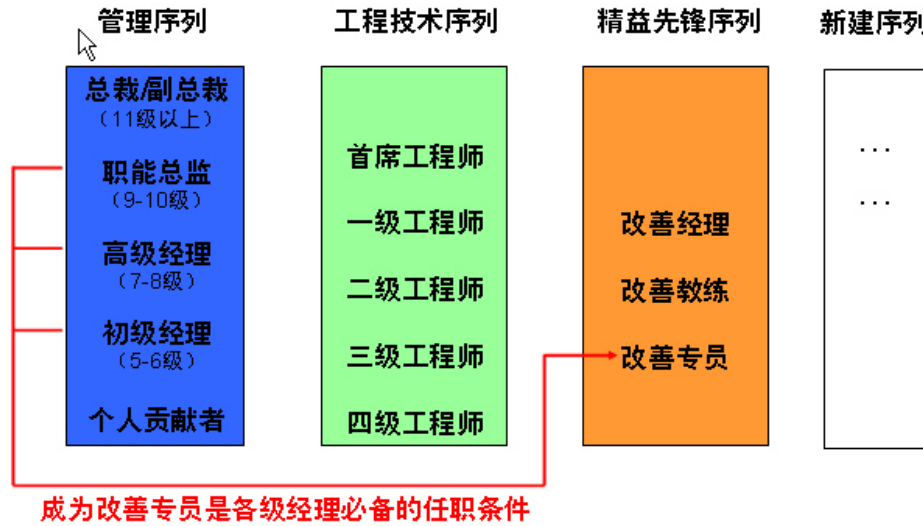 管理序列
工程技术序列
精益先锋序列
新建序列
总裁/副总裁
（11级以上）
职能总监
（9-10级）
高级经理
（7-8级）
初级经理
（5-6级）
个人贡献者
首席工程师
一级工程师
二级工程师
三级工程师
四级工程师
改善经理
改善教练
改善专员
...
...
成为改善专员是各级经理必备的任职条件